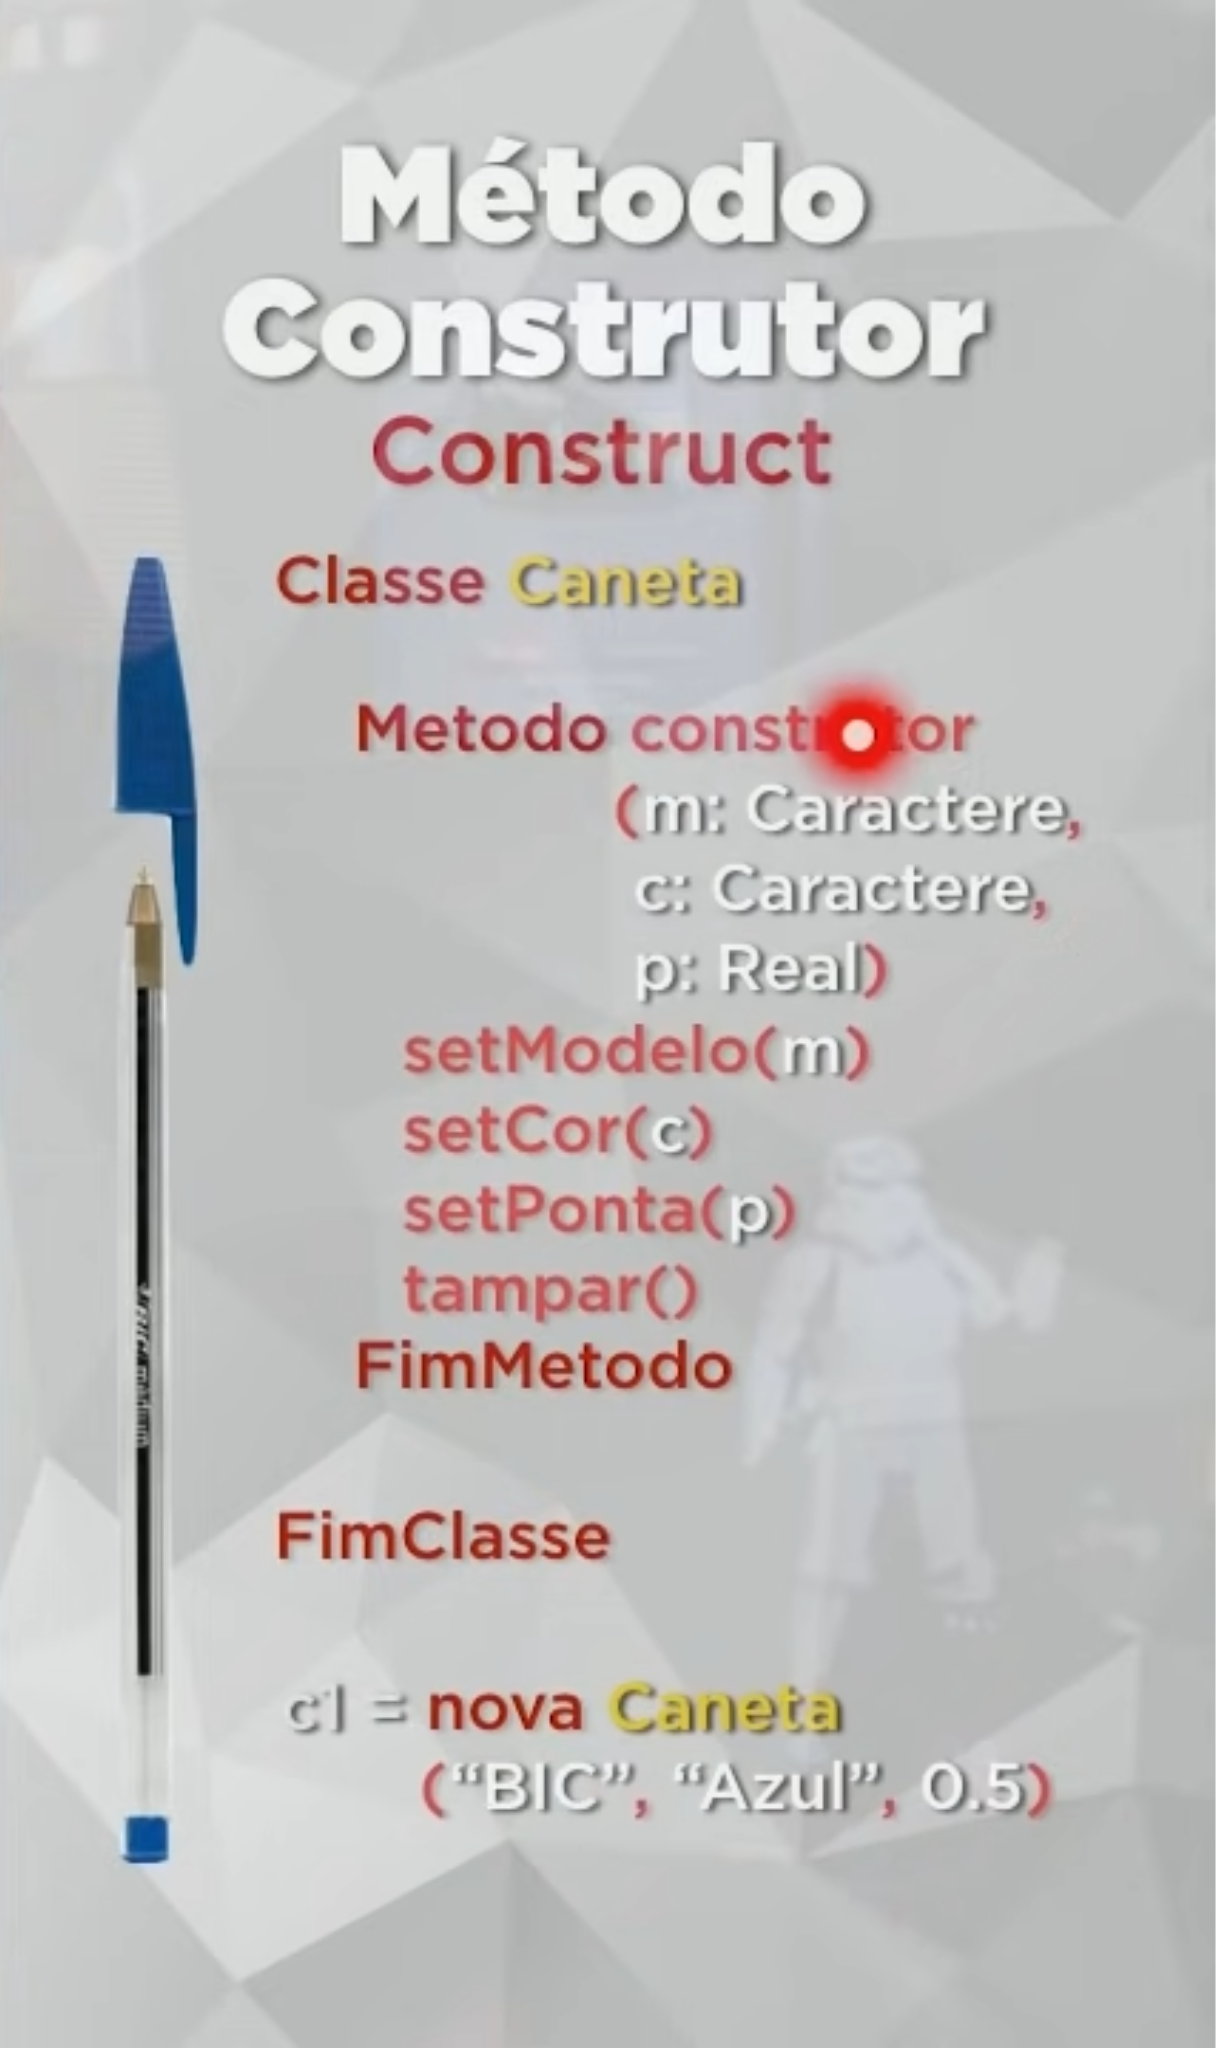 Método
Construtor
Construct
Classe Caneta
Metodo construtor
(m: Caractere,
c: Caractere,
p: Real)
setModelo(m)
setCor(c)
setPonta(p)
tampar()
FimMetodo
FimClasse
c1 = nova Caneta
(“BIC”, “Azul”, 0.5)